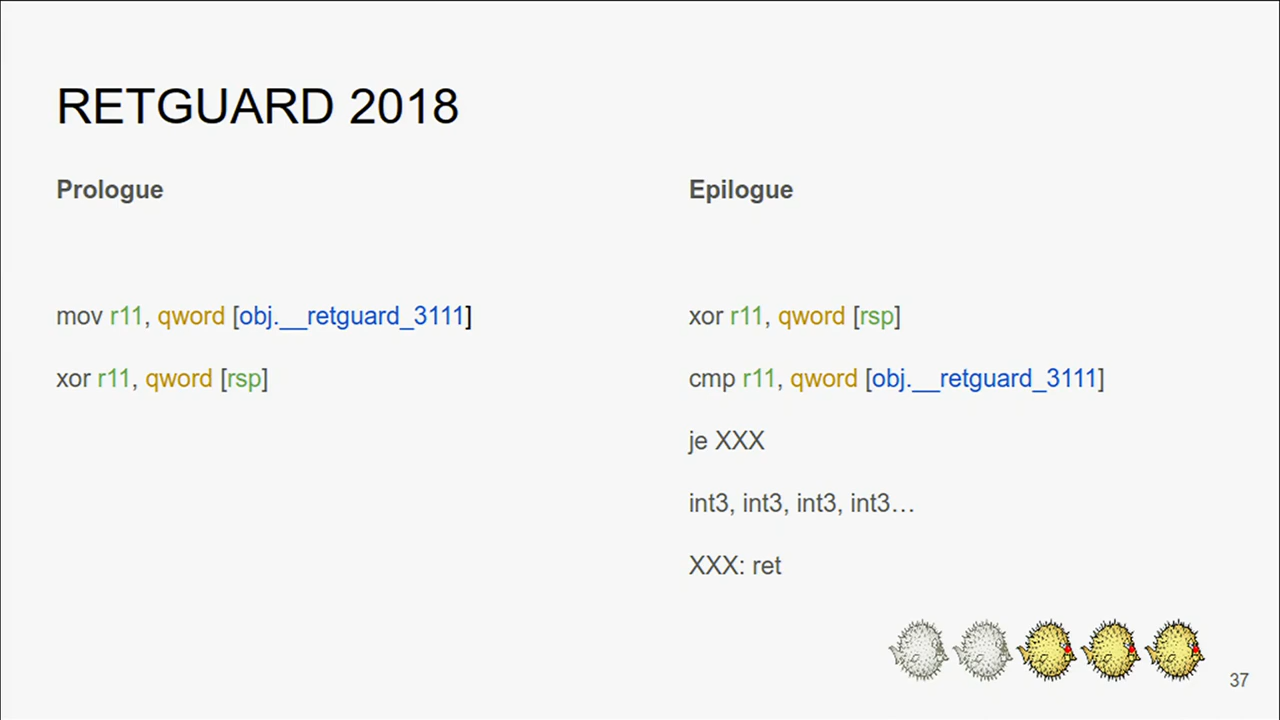 RETGUARD 2018
Prologue
mov r11, qword [obj.__retguard_3111]
xor r11, qword [rsp]
Epilogue
xor r11, qword [rsp]
cmp r11, qword [obj.__retguard_3111]
je XXX
int3, int3, int3, int3…
XXX: ret
37